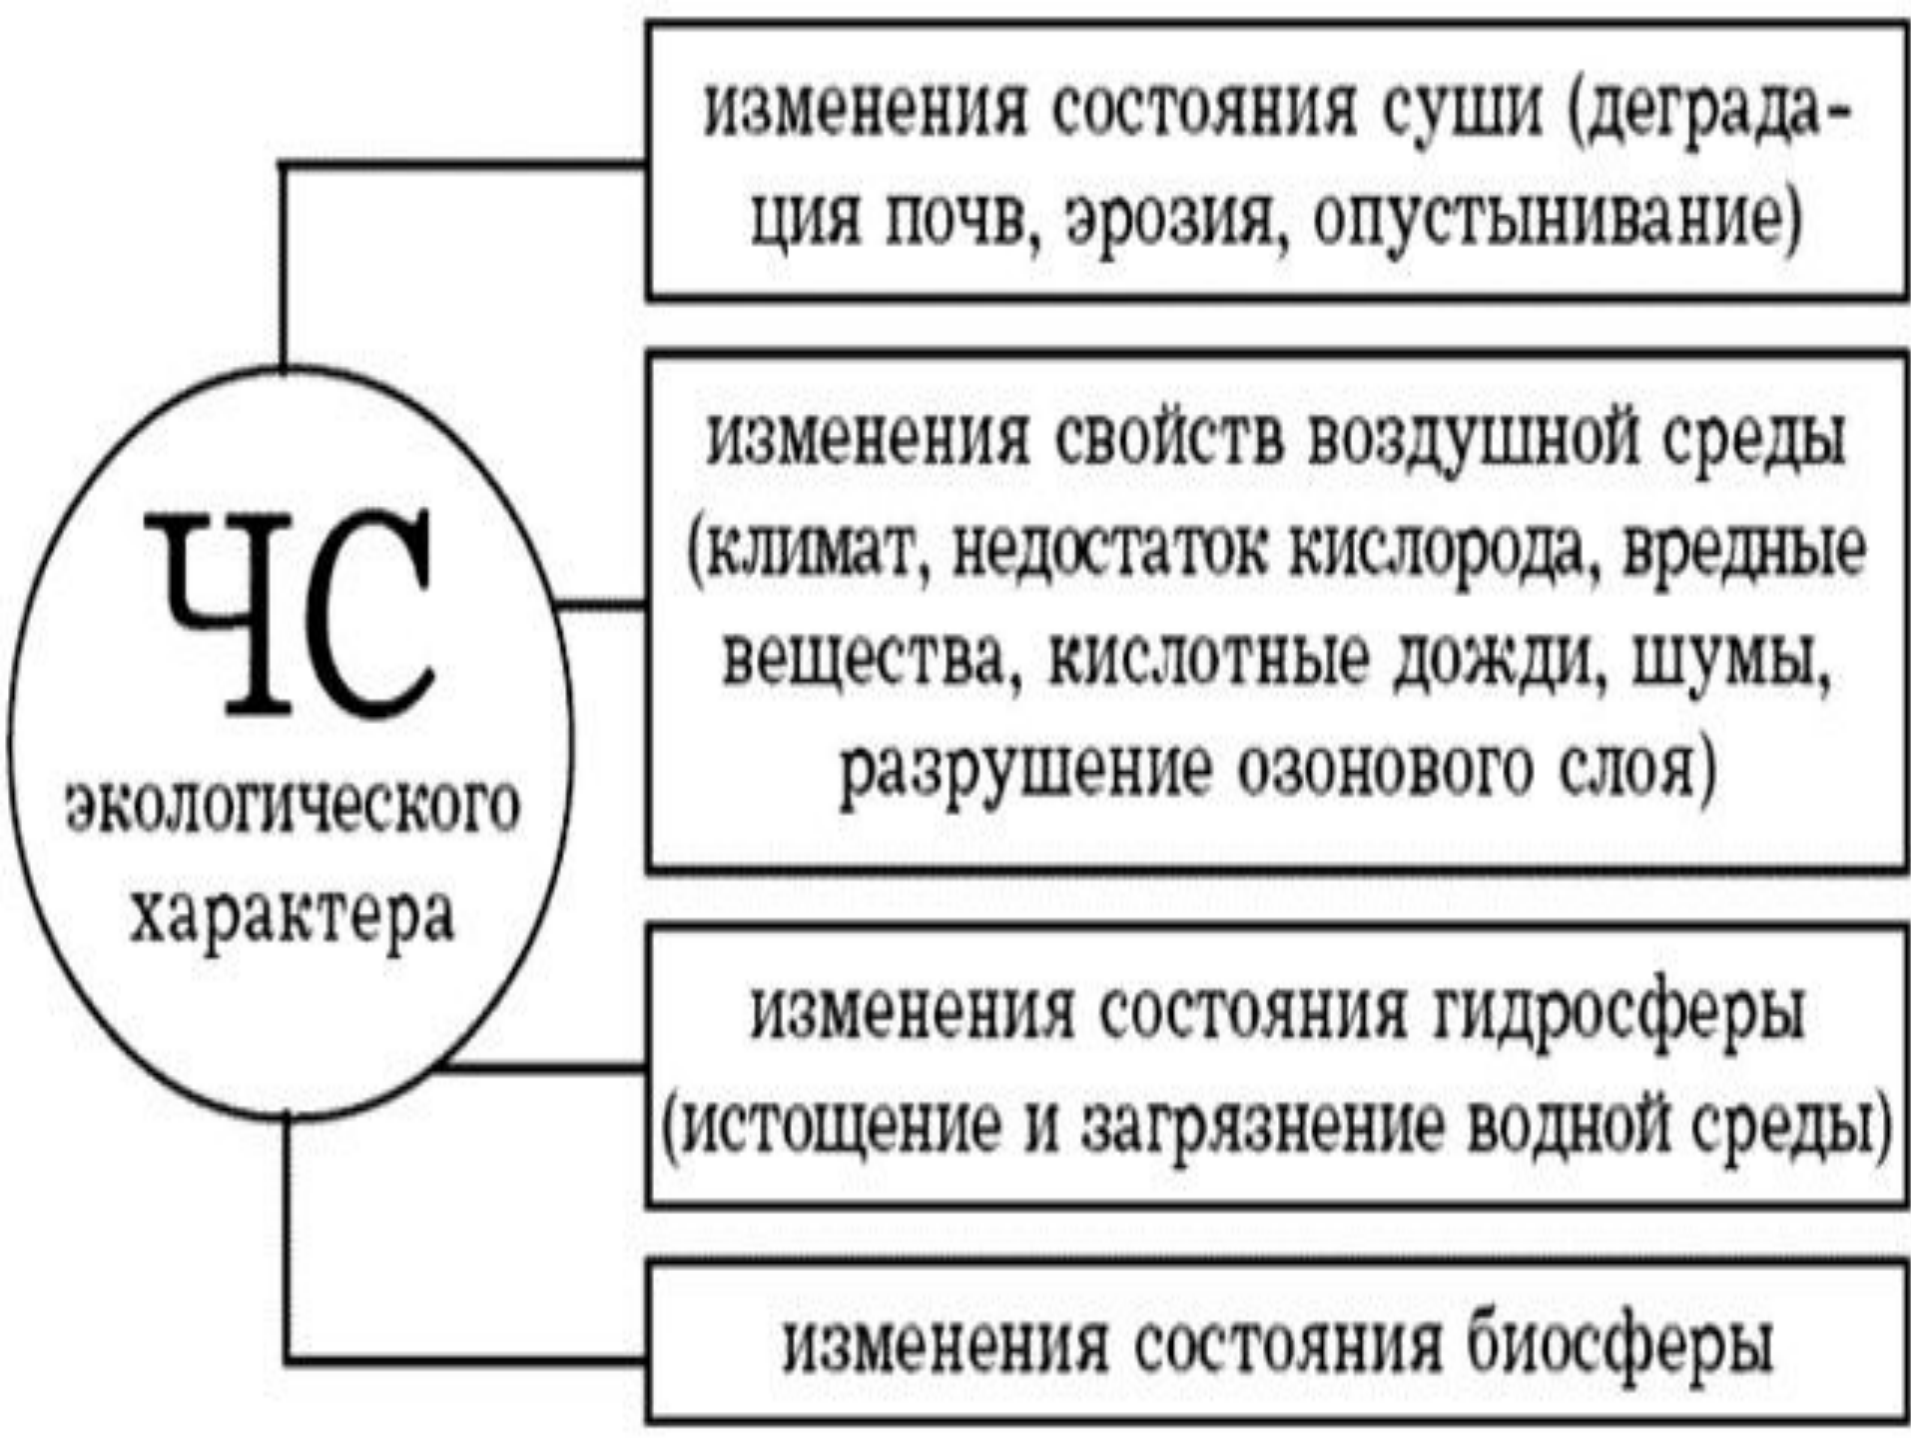 ЧС
экологического
характера
изменения состояния суши (деграда-
ция почв, эрозия, опустынивание)
изменения свойств воздушной среды
(климат, недостаток кислорода, вредные
вещества, кислотные дожди, шумы,
разрушение озонового слоя)
изменения состояния гидросферы
(истощение и загрязнение водной среды)
изменения состояния биосферы